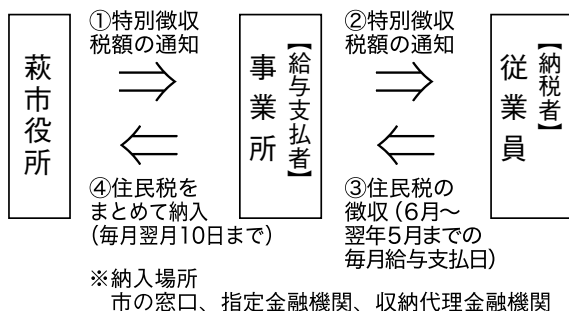 ①特別徴収
税額の通知
②特別徴収
税額の通知
萩市役所
事業所
【給与支払者】
従業員
【納税者】
④住民税を
まとめて納入
（毎月翌月10日まで）
③住民税の
徴収（6月～
翌年5月までの
毎月給与支払日）
※納入場所
市の窓口、指定金融機関、収納代理金融機関